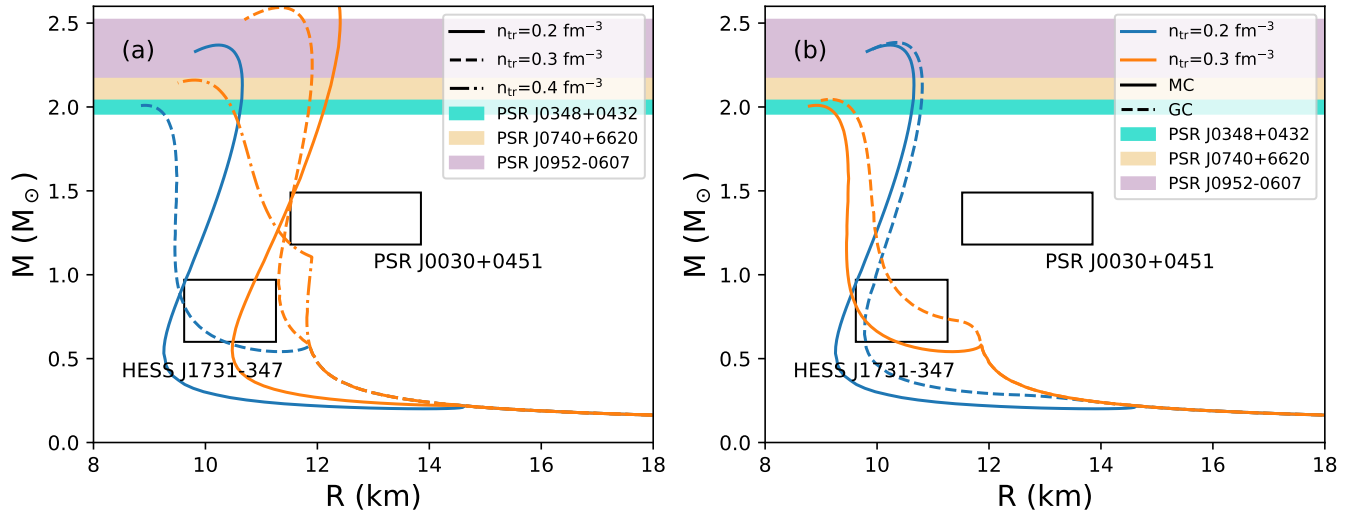 (a)
n_tr=0.2 fm⁻³
n_tr=0.3 fm⁻³
n_tr=0.4 fm⁻³
PSR J0348+0432
PSR J0740+6620
PSR J0952-0607
PSR J0030+0451
HESS J1731-347
2.5
2.0
1.5
1.0
0.5
0.0
M (M⊙)
8 10 12 14 16 18
R (km)
(b)
n_tr=0.2 fm⁻³
n_tr=0.3 fm⁻³
MC
GC
PSR J0348+0432
PSR J0740+6620
PSR J0952-0607
PSR J0030+0451
HESS J1731-347
2.5
2.0
1.5
1.0
0.5
0.0
M (M⊙)
8 10 12 14 16 18
R (km)